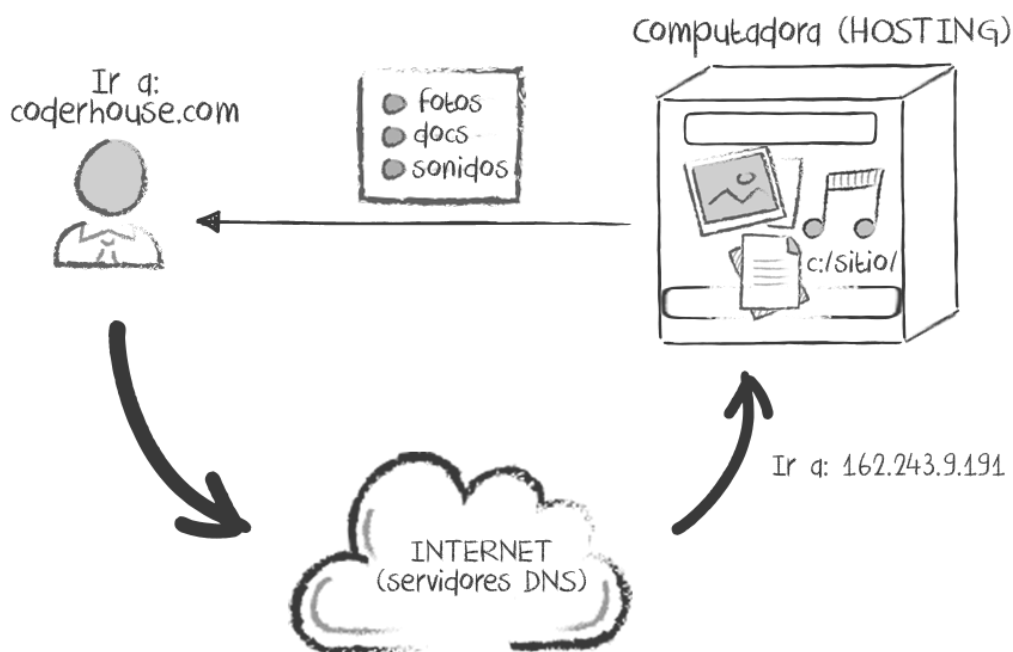 Computadora (HOSTING)
Ir a:
coderhouse.com
fotos
docs
sonidos
c:/sitio/
Ir a: 162.243.9.191
INTERNET
(servidores DNS)